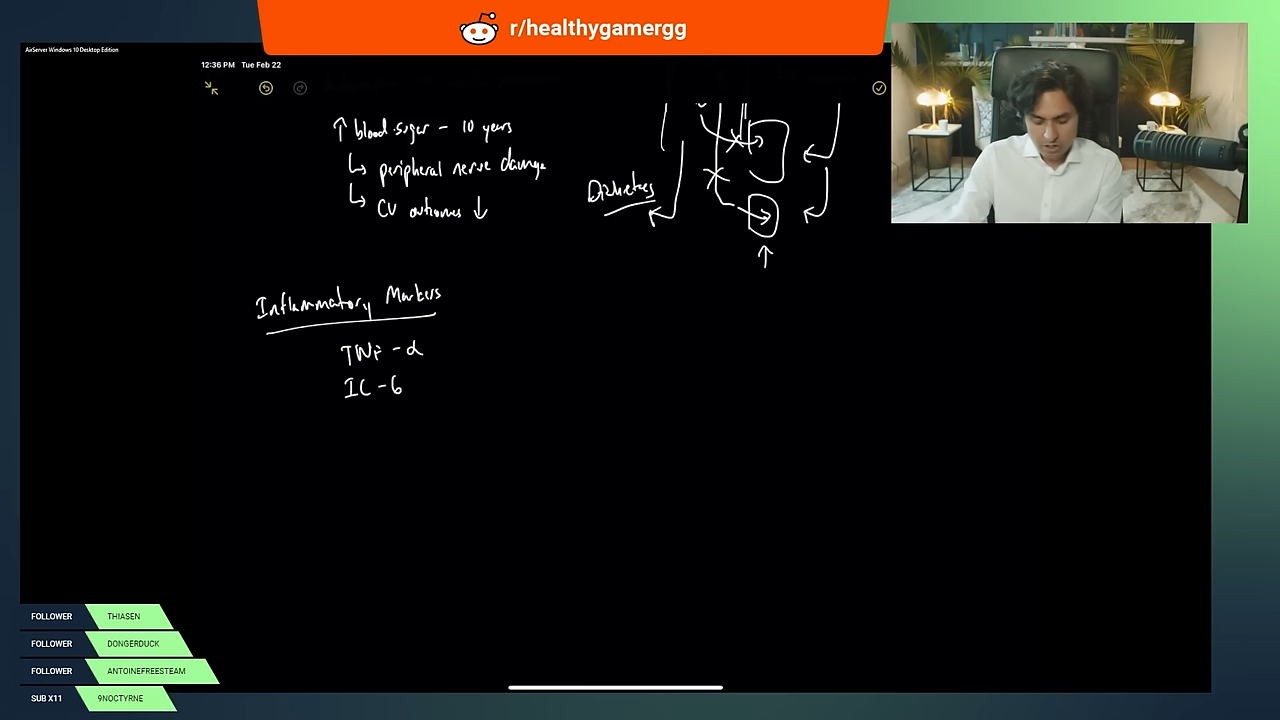 r/healthygamergg
AirServer Windows 10 Desktop Edition
12:36 PM Tue Feb 22
↑ blood sugar - 10 years
↳ peripheral nerve damage
↳ CV outcomes ↓
Diabetes
Inflammatory Markers
TNF-α
IL-6
FOLLOWER THIASEN
FOLLOWER DONGERDUCK
FOLLOWER ANTOINEFREESTEAM
SUB X11 9NOCTYRNE